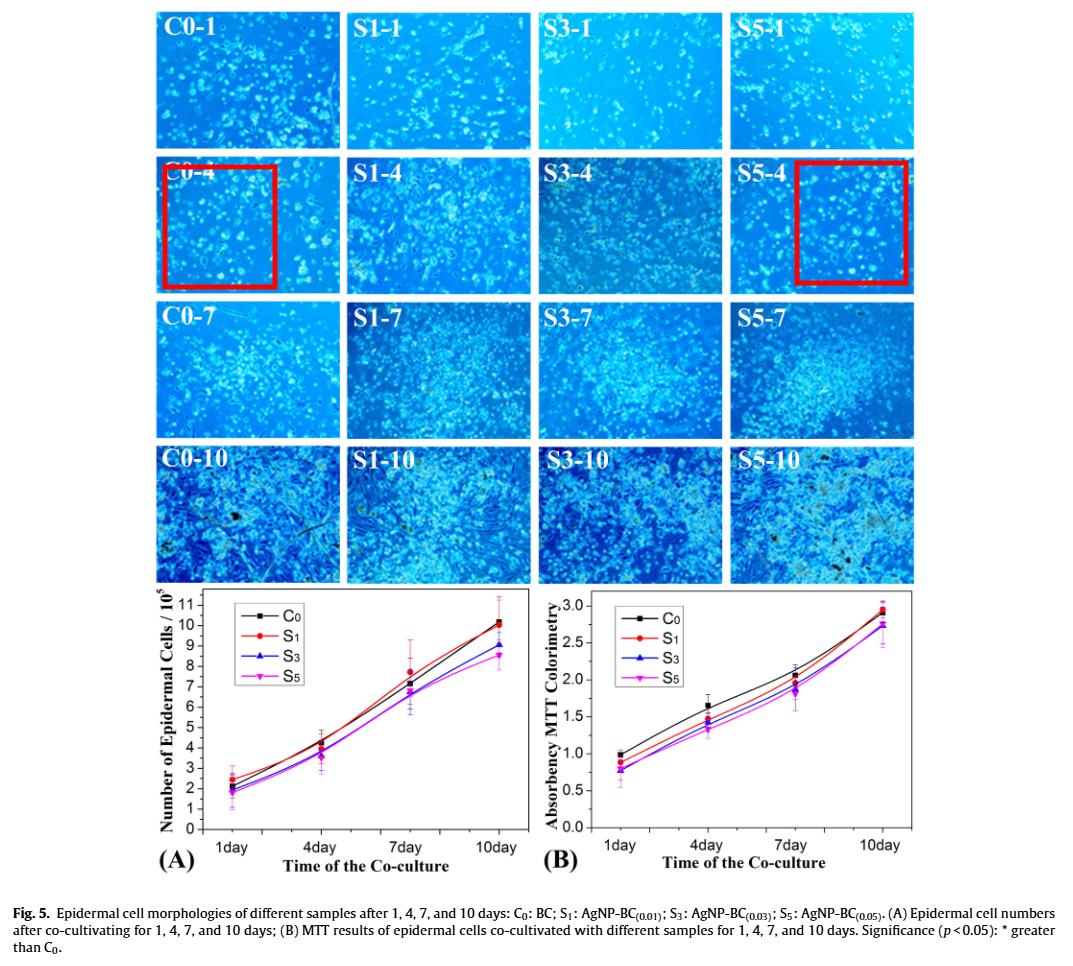 C0-1 S1-1 S3-1 S5-1
C0-4 S1-4 S3-4 S5-4
C0-7 S1-7 S3-7 S5-7
C0-10 S1-10 S3-10 S5-10
Number of Epidermal Cells / 10⁵
11
10
9
8
7
6
5
4
3
2
1
0
C₀
S₁
S₃
S₅
1day 4day 7day 10day
Time of the Co-culture
(A)
Absorbency MTT Colorimetry
3.0
2.5
2.0
1.5
1.0
0.5
0.0
C₀
S₁
S₃
S₅
1day 4day 7day 10day
Time of the Co-culture
(B)
Fig. 5. Epidermal cell morphologies of different samples after 1, 4, 7, and 10 days: C₀: BC; S₁: AgNP-BC₍₀.₀₁₎; S₃: AgNP-BC₍₀.₀₃₎; S₅: AgNP-BC₍₀.₀₅₎. (A) Epidermal cell numbers
after co-cultivating for 1, 4, 7, and 10 days; (B) MTT results of epidermal cells co-cultivated with different samples for 1, 4, 7, and 10 days. Significance (p < 0.05): * greater
than C₀.